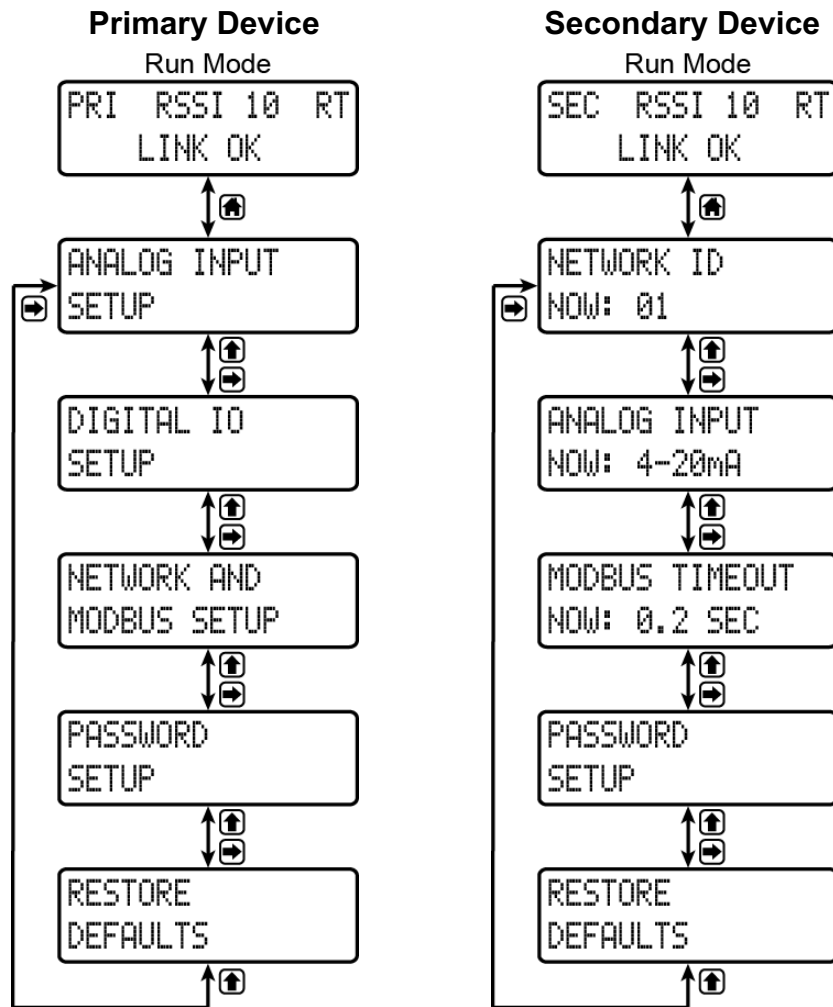 Primary Device
Run Mode
PRI RSSI 10 RT
LINK OK
ANALOG INPUT
SETUP
DIGITAL IO
SETUP
NETWORK AND
MODBUS SETUP
PASSWORD
SETUP
RESTORE
DEFAULTS
Secondary Device
Run Mode
SEC RSSI 10 RT
LINK OK
NETWORK ID
NOW: 01
ANALOG INPUT
NOW: 4-20mA
MODBUS TIMEOUT
NOW: 0.2 SEC
PASSWORD
SETUP
RESTORE
DEFAULTS